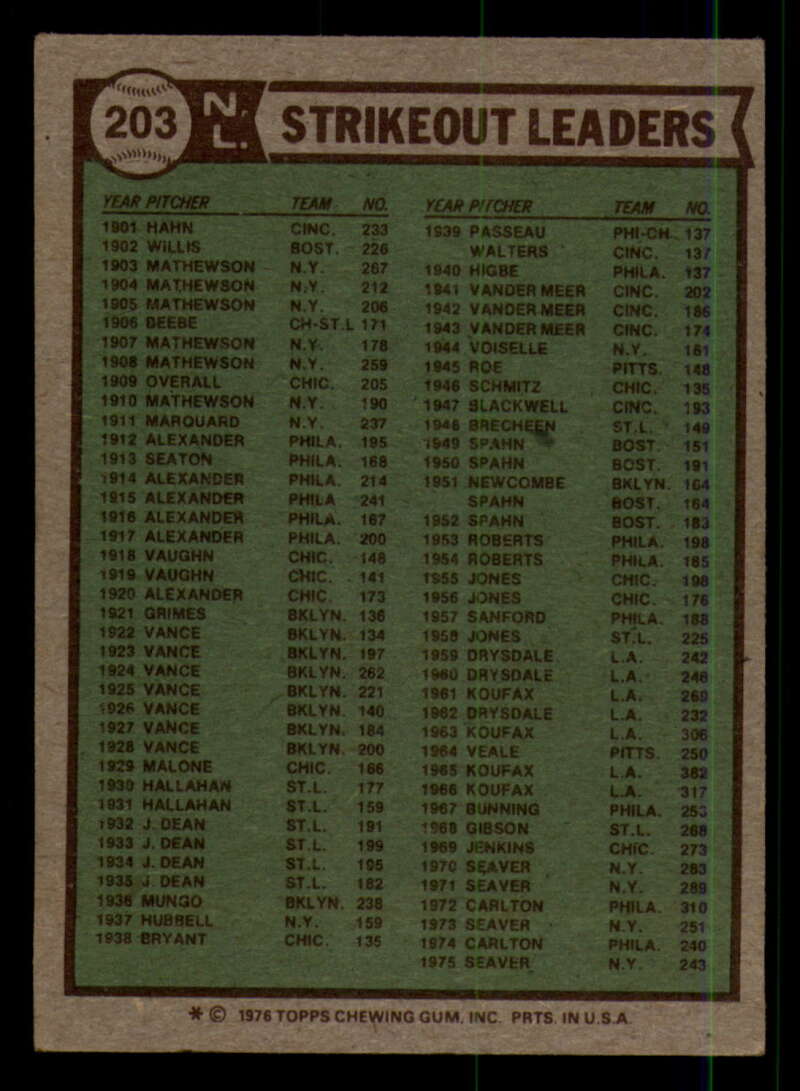 203 N.L. STRIKEOUT LEADERS
YEAR PITCHER TEAM NO.
1901 HAHN CINC. 233
1902 WILLIS BOST. 226
1903 MATHEWSON N.Y. 267
1904 MATHEWSON N.Y. 212
1905 MATHEWSON N.Y. 206
1906 BEEBE CH-ST.L 171
1907 MATHEWSON N.Y. 178
1908 MATHEWSON N.Y. 259
1909 OVERALL CHIC. 205
1910 MATHEWSON N.Y. 190
1911 MARQUARD N.Y. 237
1912 ALEXANDER PHILA. 195
1913 SEATON PHILA. 168
1914 ALEXANDER PHILA. 214
1915 ALEXANDER PHILA 241
1916 ALEXANDER PHILA. 167
1917 ALEXANDER PHILA. 200
1918 VAUGHN CHIC. 148
1919 VAUGHN CHIC. 141
1920 ALEXANDER CHIC. 173
1921 GRIMES BKLYN. 136
1922 VANCE BKLYN. 134
1923 VANCE BKLYN. 197
1924 VANCE BKLYN. 262
1925 VANCE BKLYN. 221
1926 VANCE BKLYN. 140
1927 VANCE BKLYN. 184
1928 VANCE BKLYN. 200
1929 MALONE CHIC. 166
1930 HALLAHAN ST.L. 177
1931 HALLAHAN ST.L. 159
1932 J. DEAN ST.L. 191
1933 J. DEAN ST.L. 199
1934 J. DEAN ST.L. 195
1935 J. DEAN ST.L. 182
1936 MUNGO BKLYN. 238
1937 HUBBELL N.Y. 159
1938 BRYANT CHIC. 135
YEAR PITCHER TEAM NO.
1939 PASSEAU PHI-CH. 137
WALTERS CINC. 137
1940 HIGBE PHILA. 137
1941 VANDER MEER CINC. 202
1942 VANDER MEER CINC. 186
1943 VANDER MEER CINC. 174
1944 VOISELLE N.Y. 161
1945 ROE PITTS. 148
1946 SCHMITZ CHIC. 135
1947 BLACKWELL CINC. 193
1948 BRECHEEN ST.L. 149
1949 SPAHN BOST. 151
1950 SPAHN BOST. 191
1951 NEWCOMBE BKLYN. 164
SPAHN BOST. 164
1952 SPAHN BOST. 183
1953 ROBERTS PHILA. 198
1954 ROBERTS PHILA. 185
1955 JONES CHIC. 198
1956 JONES CHIC. 176
1957 SANFORD PHILA. 188
1958 JONES ST.L. 225
1959 DRYSDALE L.A. 242
1960 DRYSDALE L.A. 246
1961 KOUFAX L.A. 269
1962 DRYSDALE L.A. 232
1963 KOUFAX L.A. 306
1964 VEALE PITTS. 250
1965 KOUFAX L.A. 382
1966 KOUFAX L.A. 317
1967 BUNNING PHILA. 253
1968 GIBSON ST.L. 268
1969 JENKINS CHIC. 273
1970 SEAVER N.Y. 283
1971 SEAVER N.Y. 289
1972 CARLTON PHILA. 310
1973 SEAVER N.Y. 251
1974 CARLTON PHILA. 240
1975 SEAVER N.Y. 243
* © 1976 TOPPS CHEWING GUM, INC. PRTS. IN U.S.A.